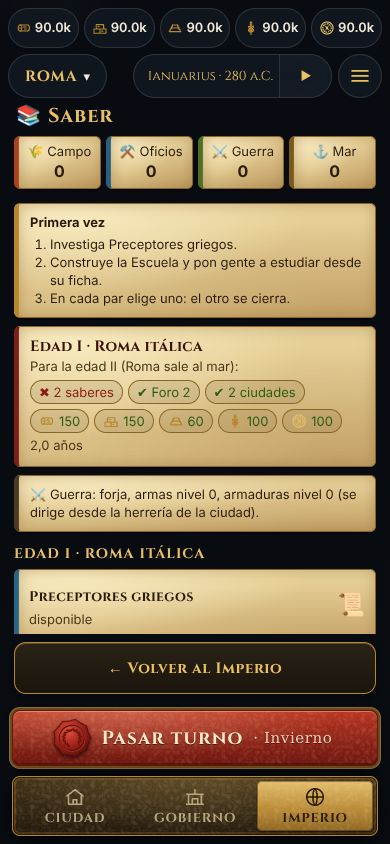 90.0k 90.0k 90.0k 90.0k 90.0k
ROMA ▾ Ianuarius · 280 a.C.
Saber
Campo Oficios Guerra Mar
0 0 0 0
Primera vez
1. Investiga Preceptores griegos.
2. Construye la Escuela y pon gente a estudiar desde
su ficha.
3. En cada par elige uno: el otro se cierra.
Edad I · Roma itálica
Para la edad II (Roma sale al mar):
✖ 2 saberes ✔ Foro 2 ✔ 2 ciudades
150 150 60 100 100
2,0 años
Guerra: forja, armas nivel 0, armaduras nivel 0 (se
dirige desde la herrería de la ciudad).
EDAD I · ROMA ITÁLICA
Preceptores griegos
disponible
← Volver al Imperio
Pasar turno · Invierno
CIUDAD GOBIERNO IMPERIO